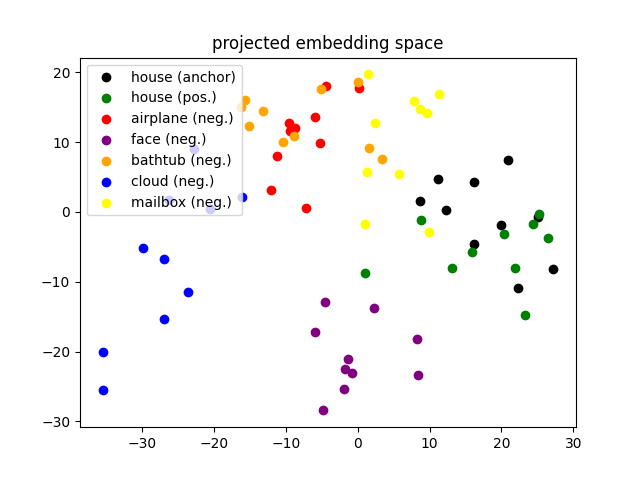 projected embedding space
house (anchor)
house (pos.)
airplane (neg.)
face (neg.)
bathtub (neg.)
cloud (neg.)
mailbox (neg.)
20
10
0
−10
−20
−30
−30 −20 −10 0 10 20 30